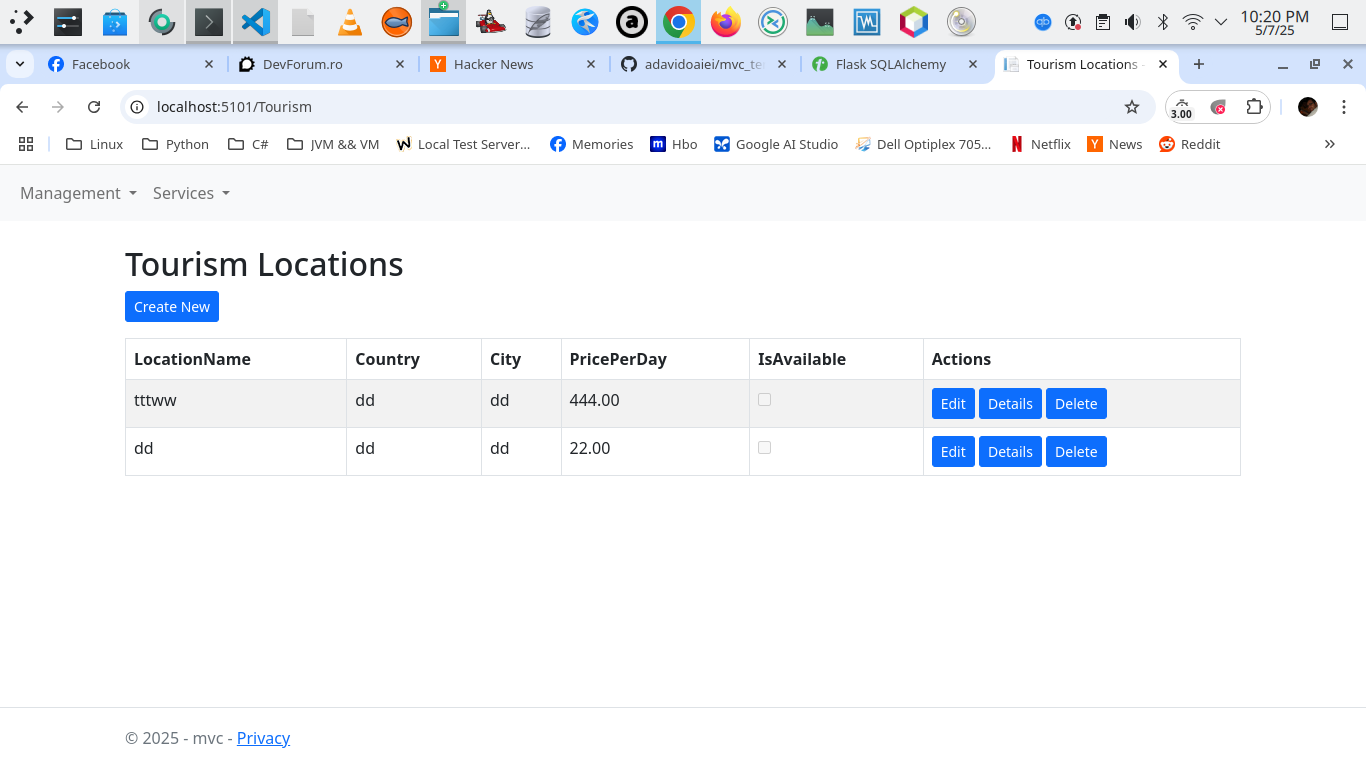 10:20 PM
5/7/25
Facebook
DevForum.ro
Hacker News
adavidoaiei/mvc_te
Flask SQLAlchemy
Tourism Locations -
localhost:5101/Tourism
3.00
Linux
Python
C#
JVM && VM
Local Test Server...
Memories
Hbo
Google AI Studio
Dell Optiplex 705...
Netflix
News
Reddit
Management
Services
Tourism Locations
Create New
LocationName Country City PricePerDay IsAvailable Actions
tttww dd dd 444.00 Edit Details Delete
dd dd dd 22.00 Edit Details Delete
© 2025 - mvc - Privacy